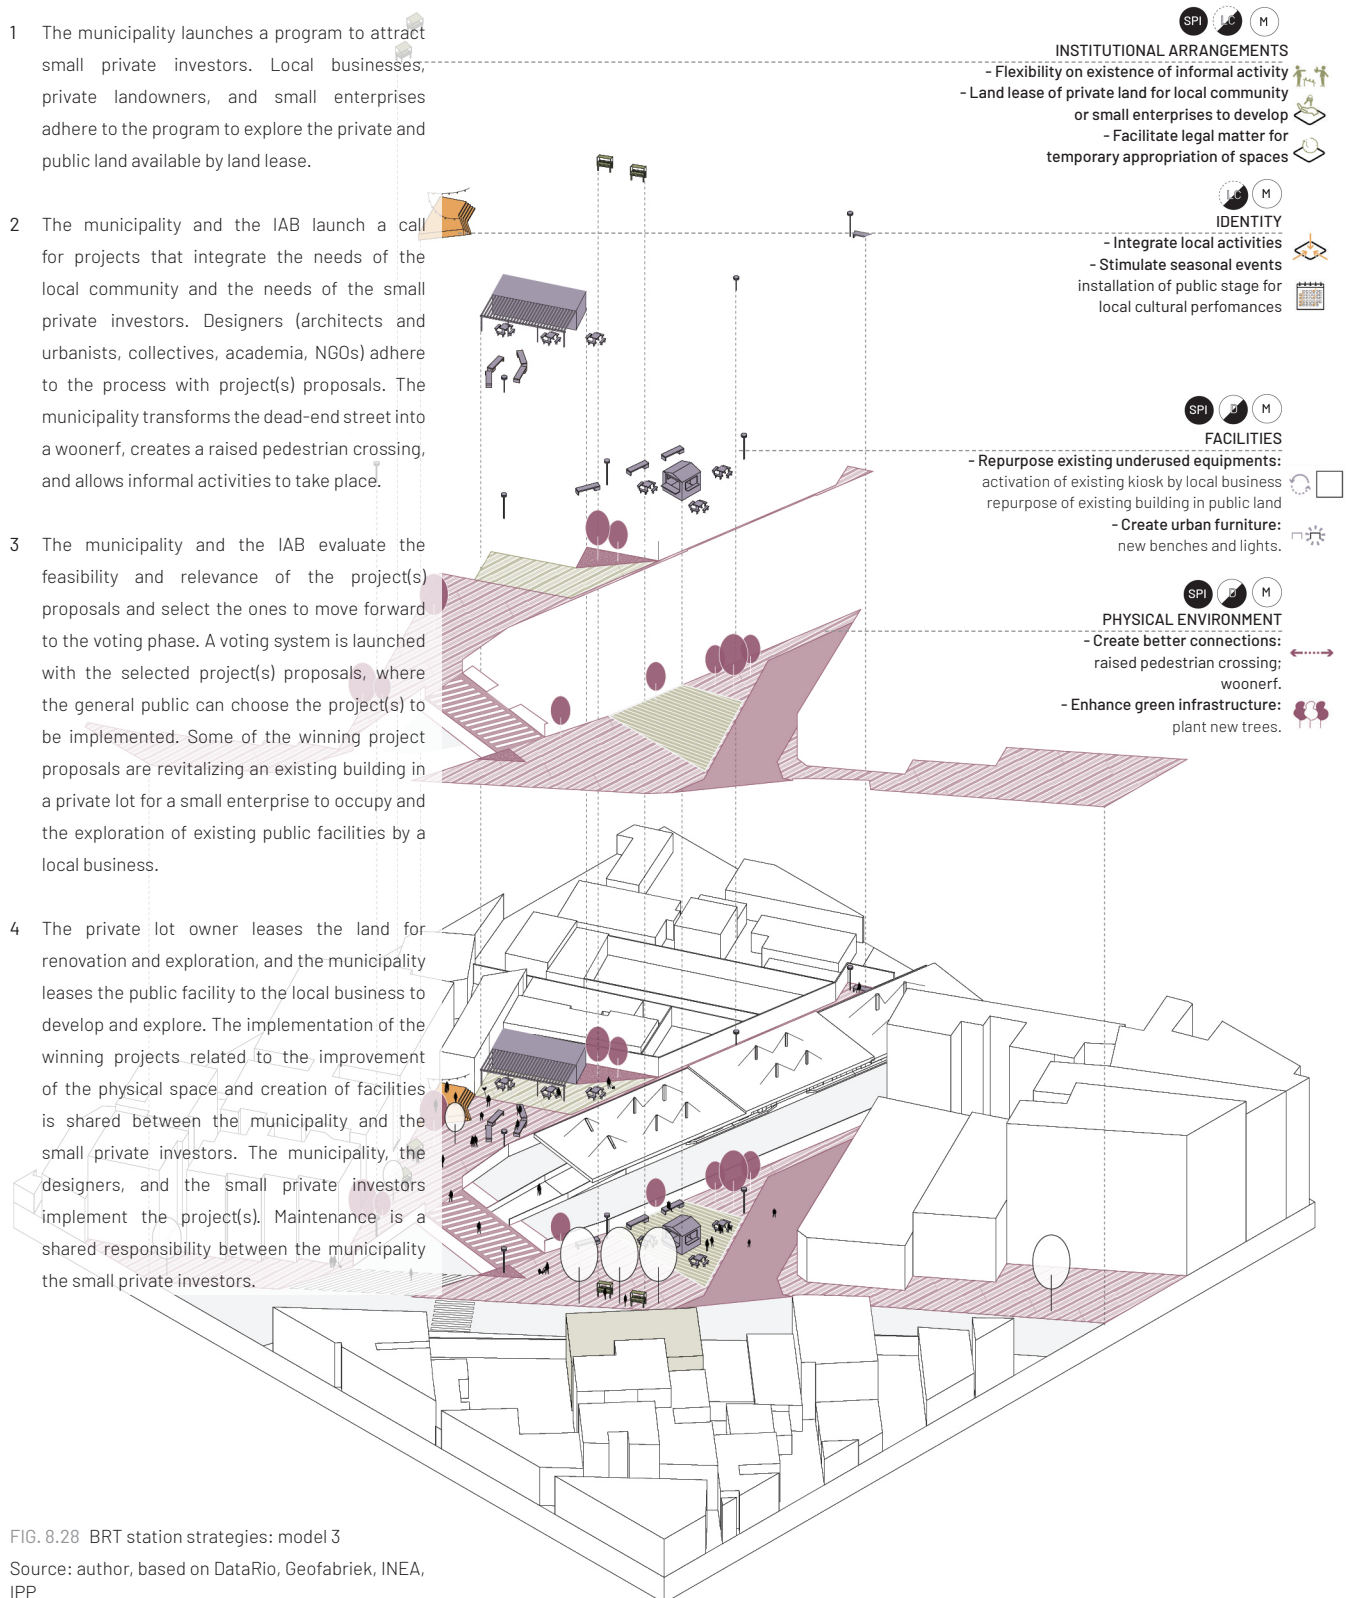 1 The municipality launches a program to attract
small private investors. Local businesses,
private landowners, and small enterprises
adhere to the program to explore the private and
public land available by land lease.
2 The municipality and the IAB launch a call
for projects that integrate the needs of the
local community and the needs of the small
private investors. Designers (architects and
urbanists, collectives, academia, NGOs) adhere
to the process with project(s) proposals. The
municipality transforms the dead-end street into
a woonerf, creates a raised pedestrian crossing,
and allows informal activities to take place.
3 The municipality and the IAB evaluate the
feasibility and relevance of the project(s)
proposals and select the ones to move forward
to the voting phase. A voting system is launched
with the selected project(s) proposals, where
the general public can choose the project(s) to
be implemented. Some of the winning project
proposals are revitalizing an existing building in
a private lot for a small enterprise to occupy and
the exploration of existing public facilities by a
local business.
4 The private lot owner leases the land for
renovation and exploration, and the municipality
leases the public facility to the local business to
develop and explore. The implementation of the
winning projects related to the improvement
of the physical space and creation of facilities
is shared between the municipality and the
small private investors. The municipality, the
designers, and the small private investors
implement the project(s). Maintenance is a
shared responsibility between the municipality
the small private investors.
FIG. 8.28 BRT station strategies: model 3
Source: author, based on DataRio, Geofabriek, INEA,
IPP
SPI LC M
INSTITUTIONAL ARRANGEMENTS
- Flexibility on existence of informal activity
- Land lease of private land for local community
or small enterprises to develop
- Facilitate legal matter for
temporary appropriation of spaces
LC M
IDENTITY
- Integrate local activities
- Stimulate seasonal events
installation of public stage for
local cultural perfomances
SPI D M
FACILITIES
- Repurpose existing underused equipments:
activation of existing kiosk by local business
repurpose of existing building in public land
- Create urban furniture:
new benches and lights.
SPI D M
PHYSICAL ENVIRONMENT
- Create better connections:
raised pedestrian crossing;
woonerf.
- Enhance green infrastructure:
plant new trees.